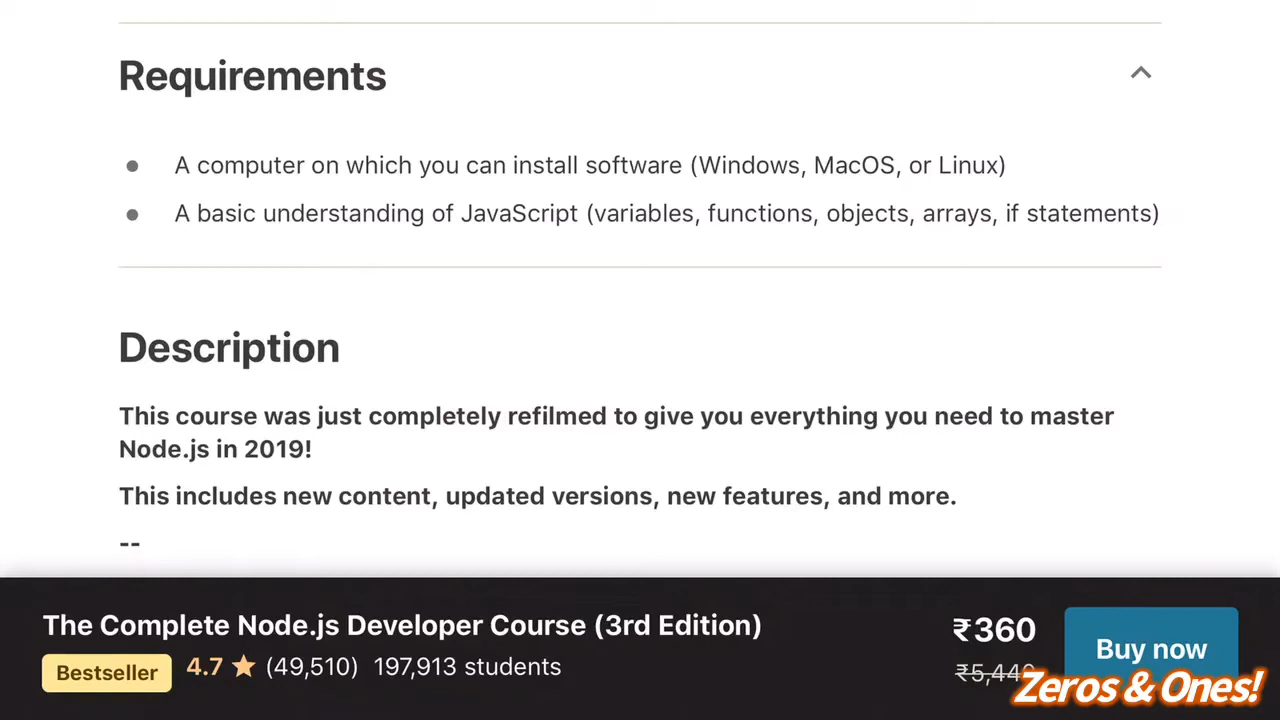 Requirements
A computer on which you can install software (Windows, MacOS, or Linux)
A basic understanding of JavaScript (variables, functions, objects, arrays, if statements)
Description
This course was just completely refilmed to give you everything you need to master
Node.js in 2019!
This includes new content, updated versions, new features, and more.
--
The Complete Node.js Developer Course (3rd Edition)
Bestseller 4.7 ★ (49,510) 197,913 students
₹360
₹5,440
Buy now
Zeros & Ones!